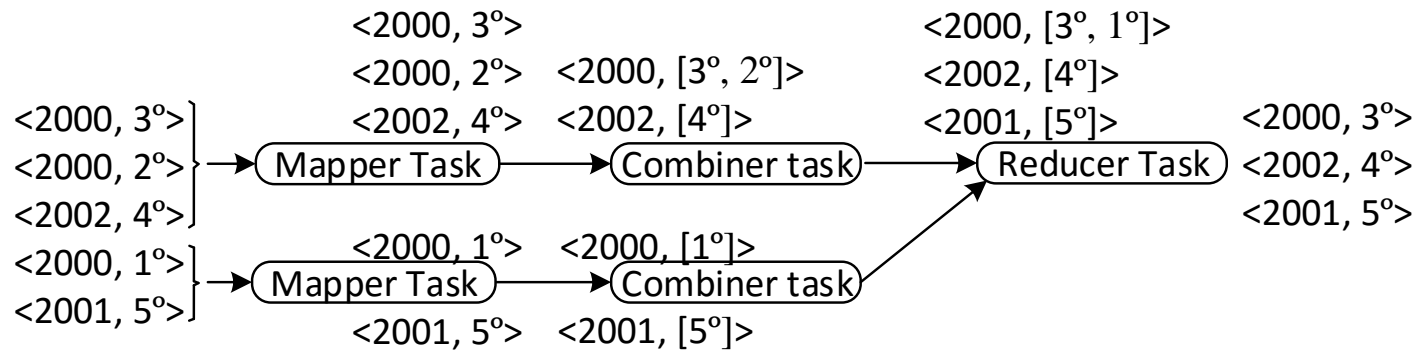 <2000, 3º>
<2000, 2º>
<2002, 4º>
<2000, 1º>
<2001, 5º>
Mapper Task
Mapper Task
<2000, 3º>
<2000, 2º>
<2002, 4º>
<2000, 1º>
<2001, 5º>
<2000, [3º, 2º]>
<2002, [4º]>
Combiner task
<2000, [1º]>
Combiner task
<2001, [5º]>
<2000, [3º, 1º]>
<2002, [4º]>
<2001, [5º]>
Reducer Task
<2000, 3º>
<2002, 4º>
<2001, 5º>